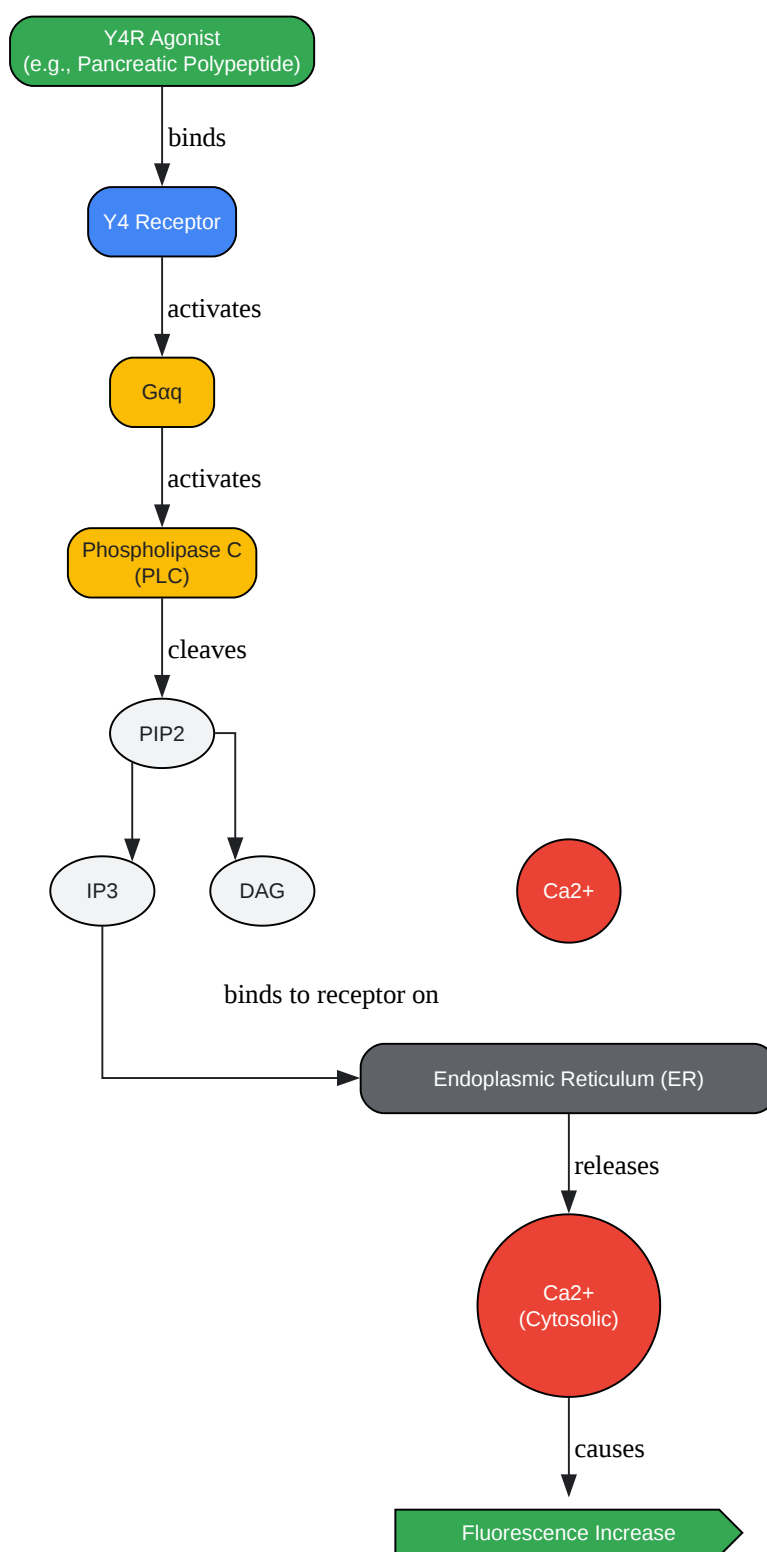 Y4R Agonist
(e.g., Pancreatic Polypeptide)
binds
Y4 Receptor
activates
Gαq
activates
Phospholipase C
(PLC)
cleaves
PIP2
IP3
DAG
Ca2+
binds to receptor on
Endoplasmic Reticulum (ER)
releases
Ca2+
(Cytosolic)
causes
Fluorescence Increase